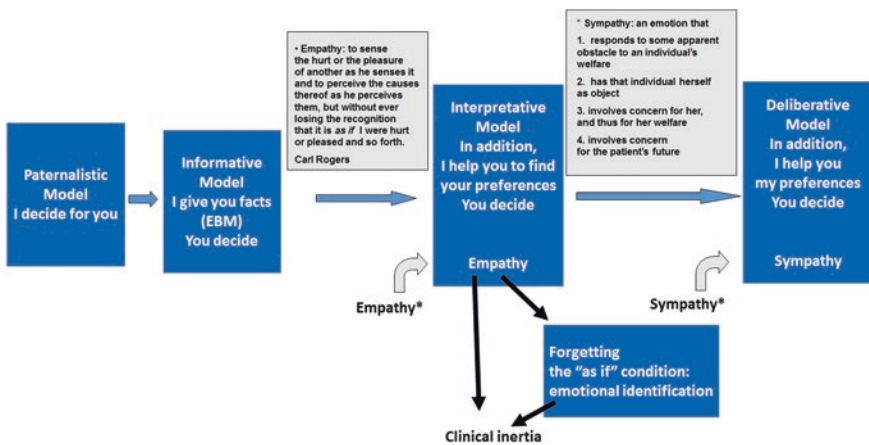 Paternalistic
Model
I decide for you
Informative
Model
I give you facts
(EBM)
You decide
• Empathy: to sense
the hurt or the pleasure
of another as he senses it
and to perceive the causes
thereof as he perceives
them, but without ever
losing the recognition
that it is as if I were hurt
or pleased and so forth.
Carl Rogers
Empathy*
Interpretative
Model
In addition,
I help you to find
your preferences
You decide
Empathy
* Sympathy: an emotion that
1. responds to some apparent
obstacle to an individual's
welfare
2. has that individual herself
as object
3. involves concern for her,
and thus for her welfare
4. involves concern
for the patient's future
Sympathy*
Deliberative
Model
In addition,
I help you
my preferences
You decide
Sympathy
Forgetting
the "as if" condition:
emotional identification
Clinical inertia